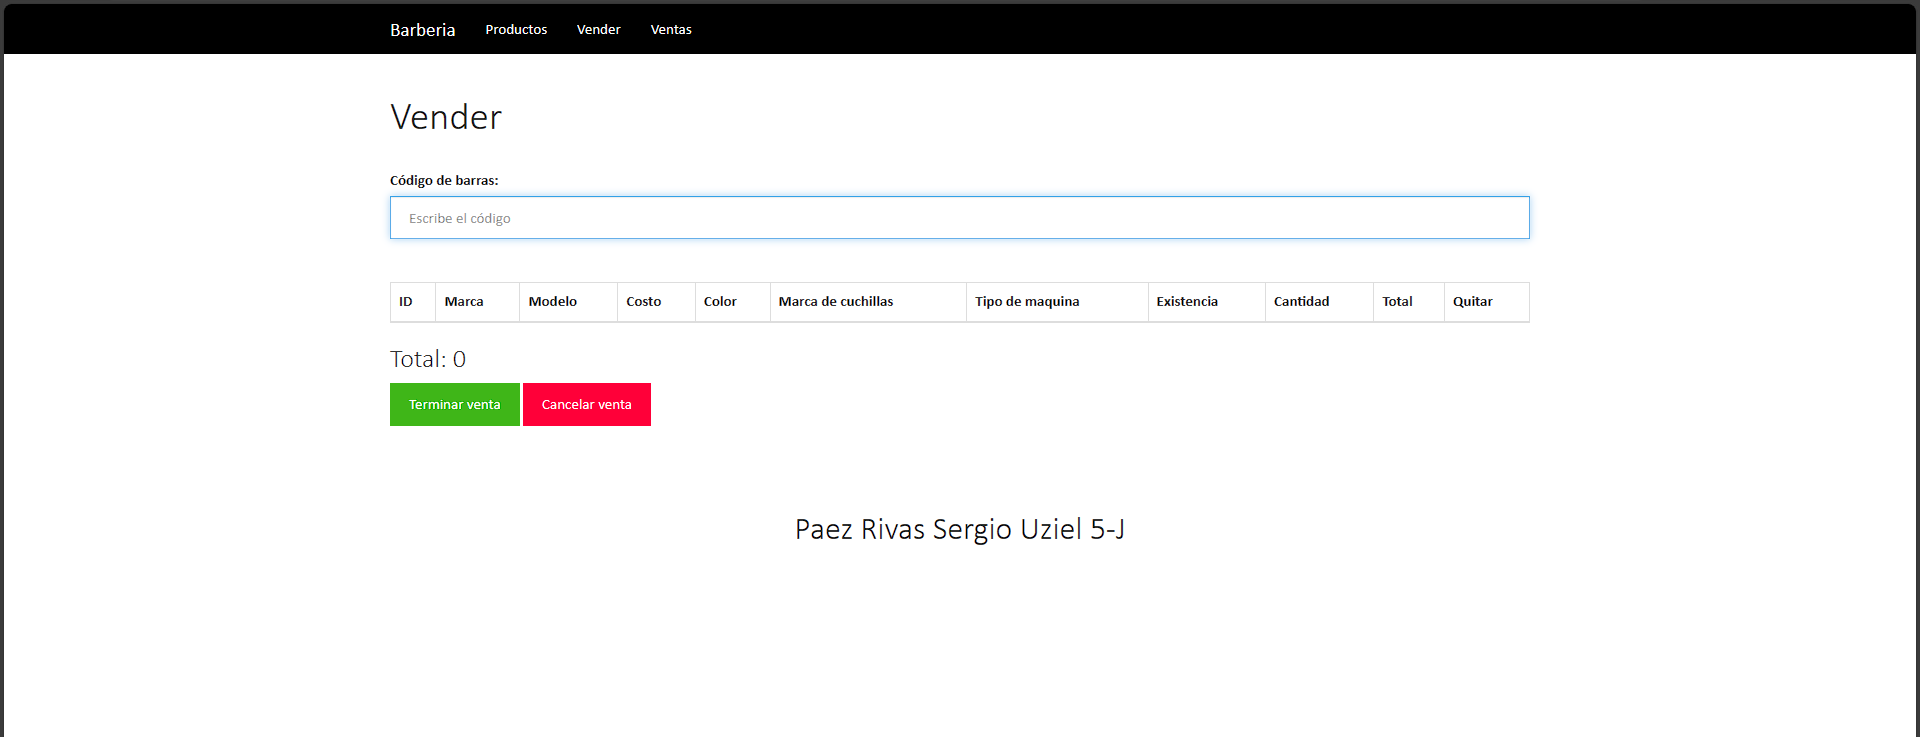 Barberia Productos Vender Ventas
Vender
Código de barras:
Escribe el código
ID Marca Modelo Costo Color Marca de cuchillas Tipo de maquina Existencia Cantidad Total Quitar
Total: 0
Terminar venta Cancelar venta
Paez Rivas Sergio Uziel 5-J